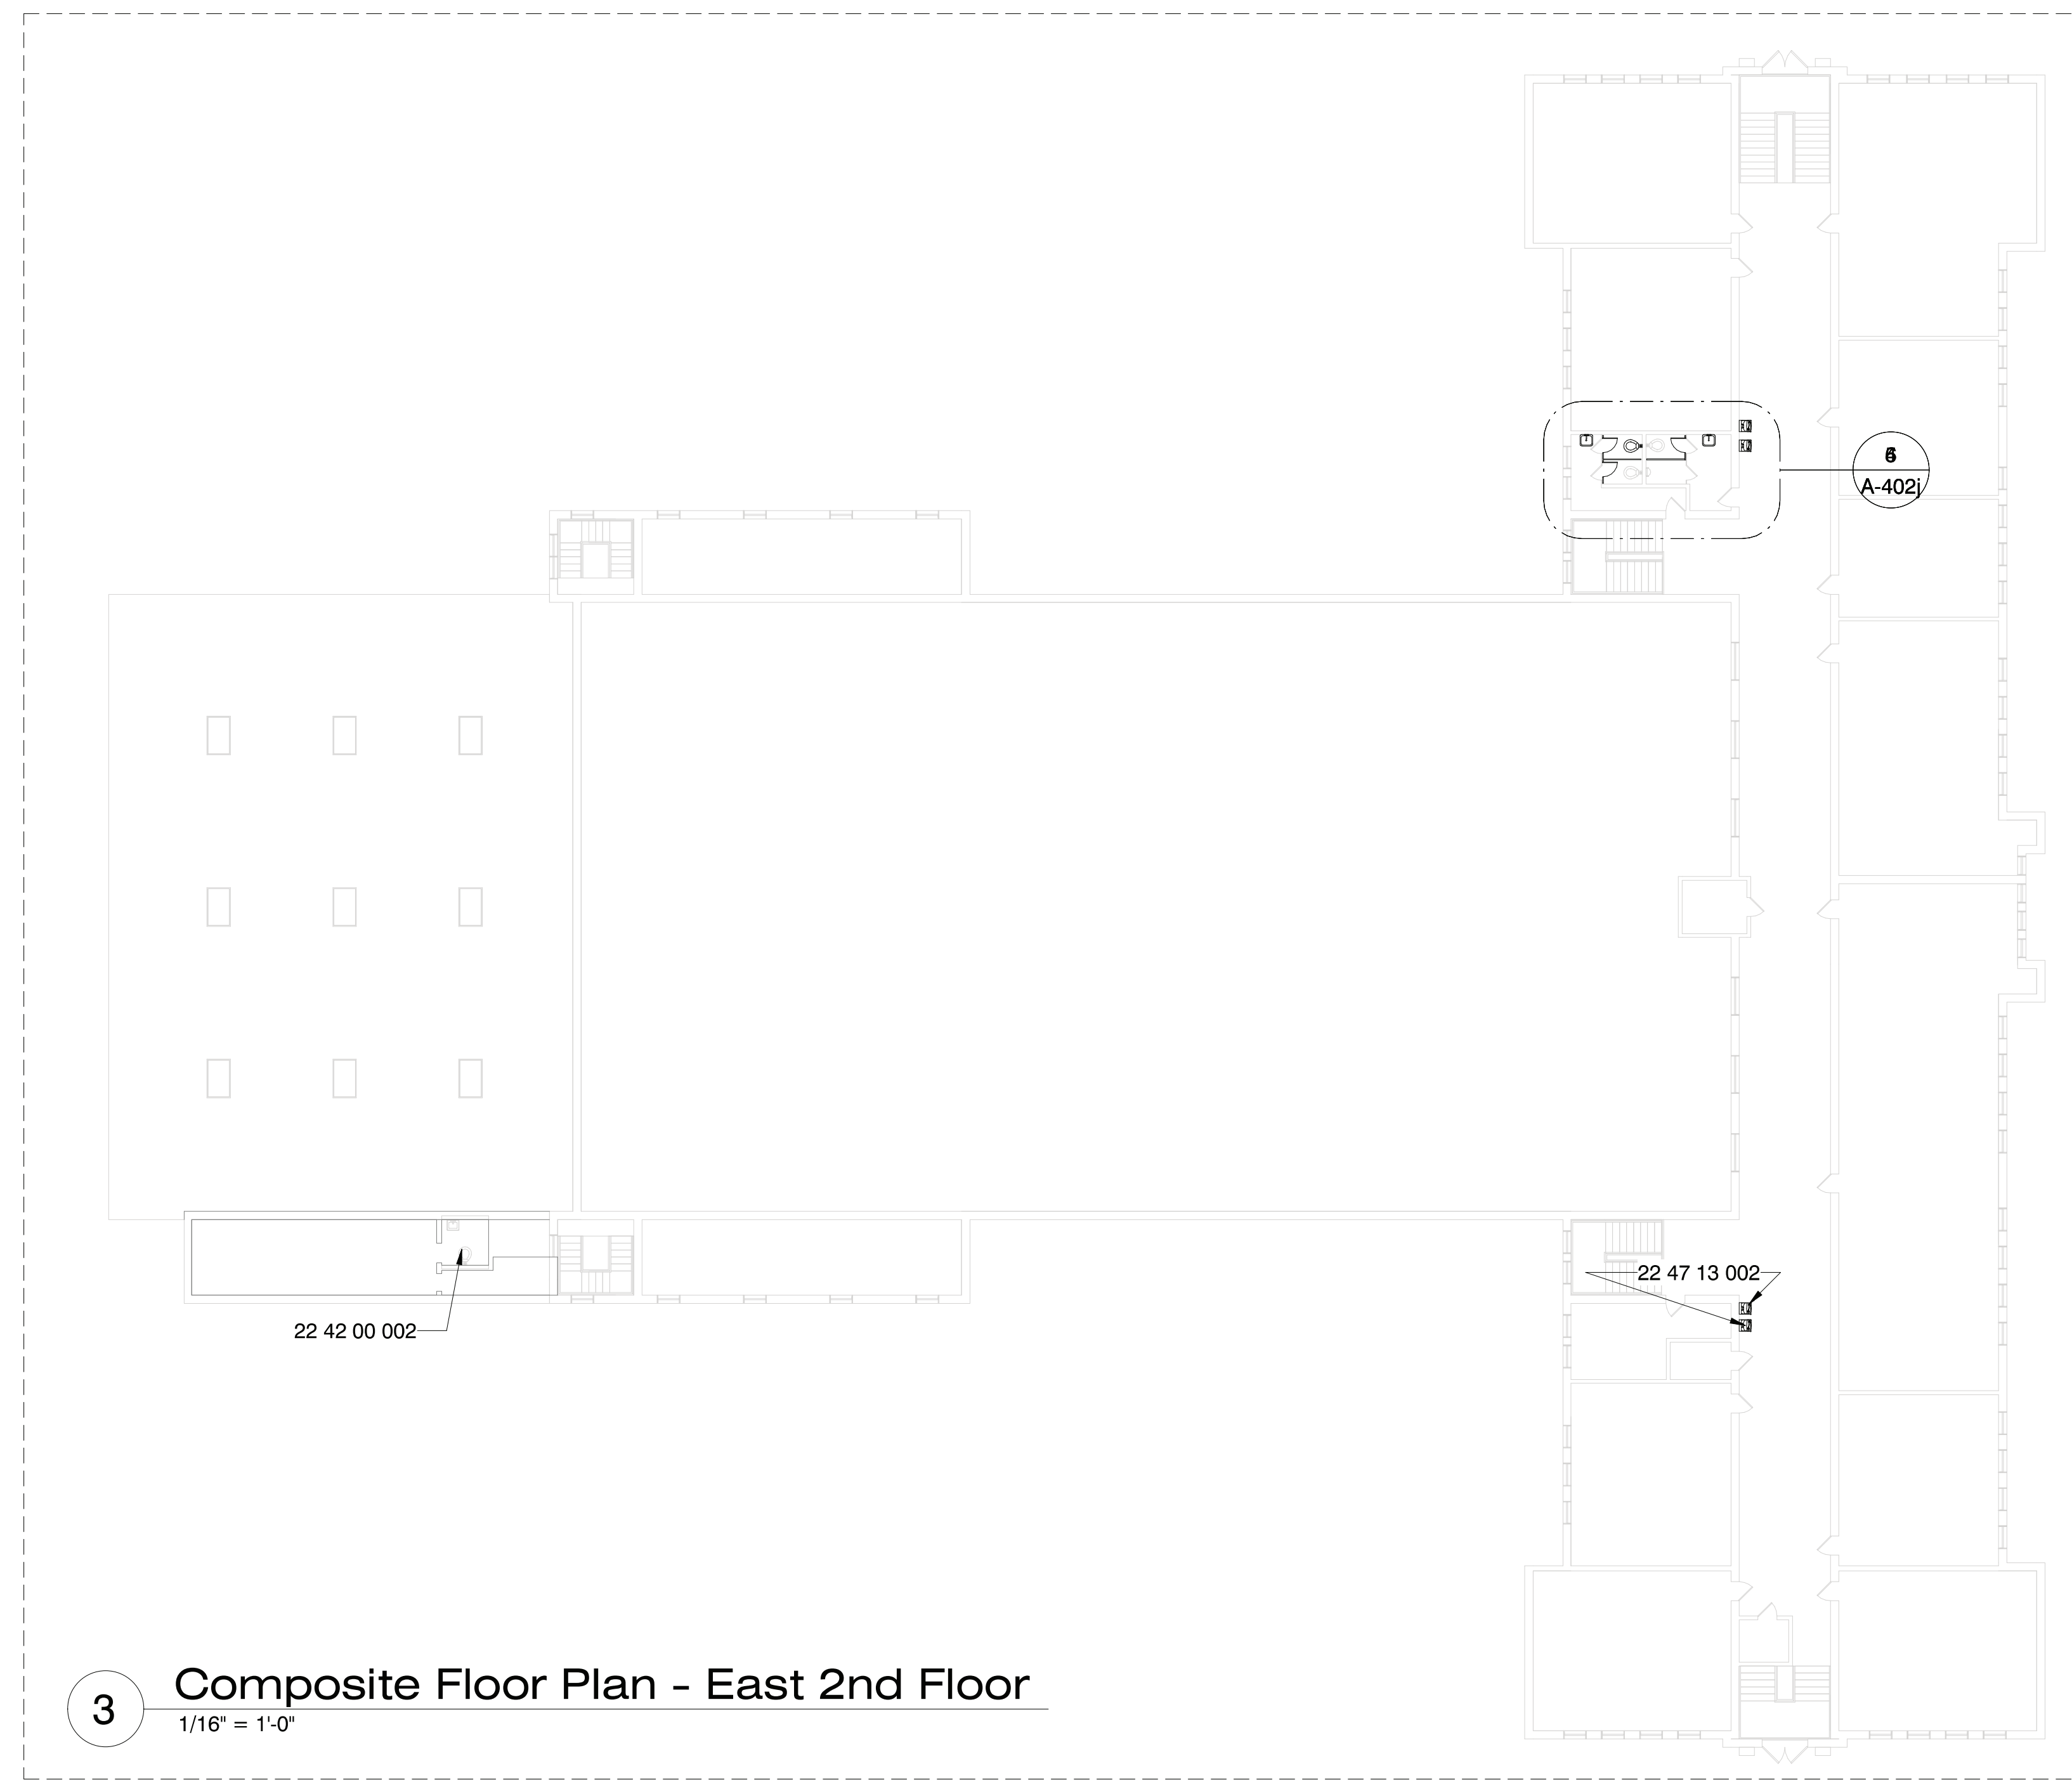 A-402j
22 47 13 002
22 42 00 002
3
Composite Floor Plan - East 2nd Floor
1/16" = 1'-0"